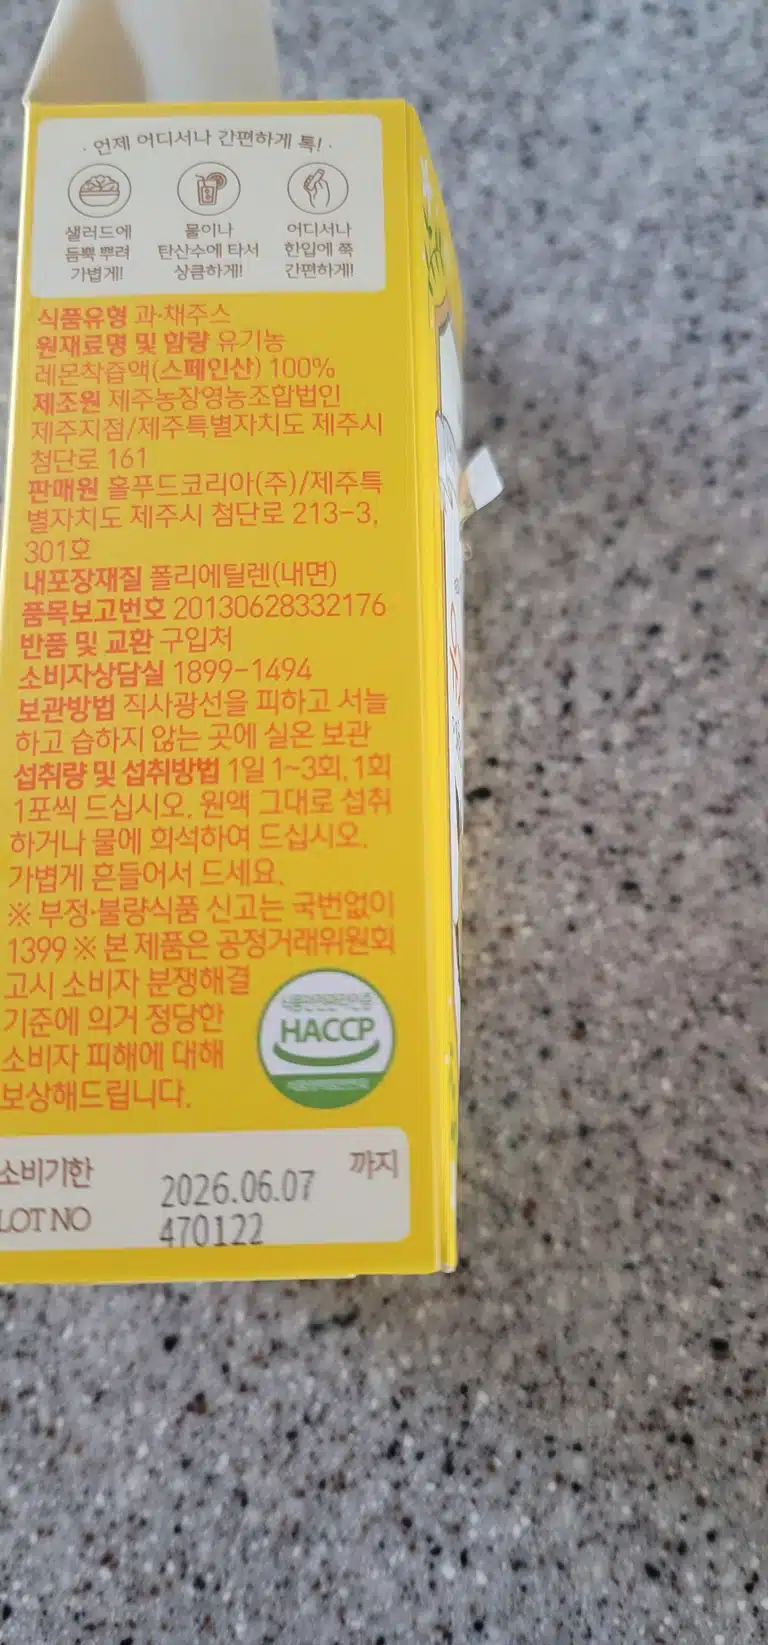 · 언제 어디서나 간편하게 톡! ·
샐러드에
듬뿍 뿌려
가볍게!
물이나
탄산수에 타서
상큼하게!
어디서나
한입에 쭉
간편하게!
식품유형 과·채주스
원재료명 및 함량 유기농
레몬착즙액(스페인산) 100%
제조원 제주농장영농조합법인
제주지점/제주특별자치도 제주시
첨단로 161
판매원 홀푸드코리아(주)/제주특
별자치도 제주시 첨단로 213-3,
301호
내포장재질 폴리에틸렌(내면)
품목보고번호 20130628332176
반품 및 교환 구입처
소비자상담실 1899-1494
보관방법 직사광선을 피하고 서늘
하고 습하지 않는 곳에 실온 보관
섭취량 및 섭취방법 1일 1~3회, 1회
1포씩 드십시오. 원액 그대로 섭취
하거나 물에 희석하여 드십시오.
가볍게 흔들어서 드세요.
※ 부정·불량식품 신고는 국번없이
1399 ※ 본 제품은 공정거래위원회
고시 소비자 분쟁해결
기준에 의거 정당한
소비자 피해에 대해
보상해드립니다.
식품안전관리인증
HACCP
소비기한 2026.06.07 까지
LOT NO 470122